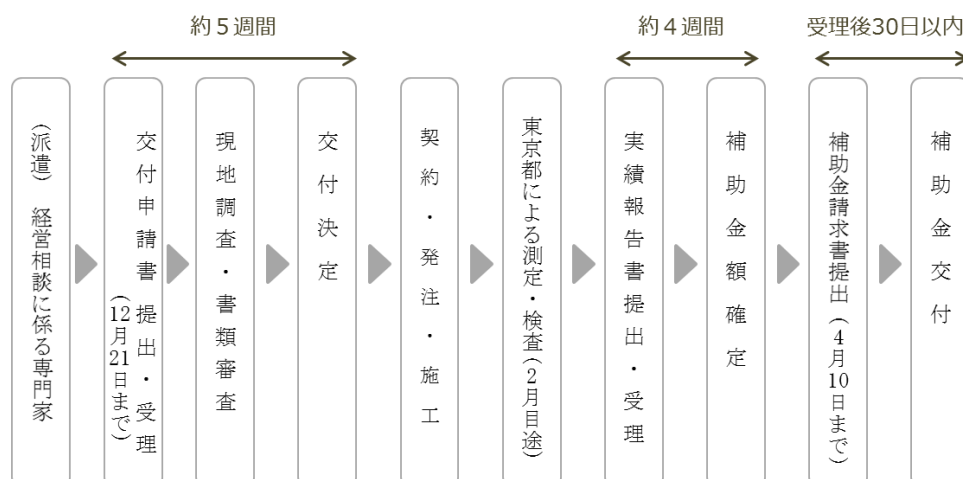 約５週間
約４週間
受理後30日以内
(派遣) 経営相談に係る専門家
交付申請書提出・受理
(12月21日まで)
現地調査・書類審査
交付決定
契約・発注・施工
東京都による測定・検査(2月目途)
実績報告書提出・受理
補助金額確定
補助金請求書提出(4月10日まで)
補助金交付